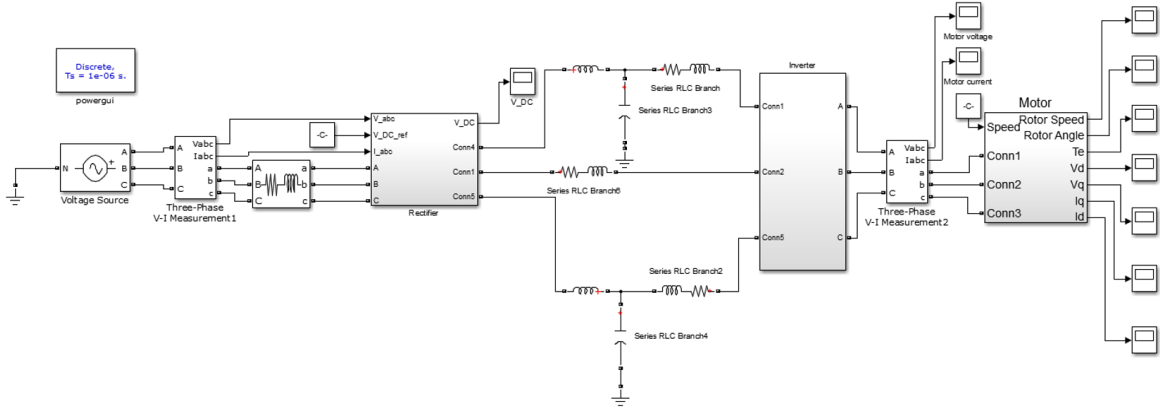 Discrete,
Ts = 1e-06 s.
powergui
N
A
B
C
Voltage Source
A
B
C
Vabc
Iabc
a
b
c
Three-Phase
V-I Measurement1
A
B
C
a
b
c
-C-
V_abc
V_DC_ref
I_abc
A
B
C
V_DC
Conn4
Conn1
Conn5
Rectifier
V_DC
Series RLC Branch
Series RLC Branch3
Series RLC Branch6
Series RLC Branch2
Series RLC Branch4
Inverter
Conn1
Conn2
Conn5
A
B
C
A
B
C
Vabc
Iabc
a
b
c
Three-Phase
V-I Measurement2
Motor voltage
Motor current
-C-
Motor
Speed
Conn1
Conn2
Conn3
Rotor Speed
Rotor Angle
Te
Vd
Vq
Iq
Id